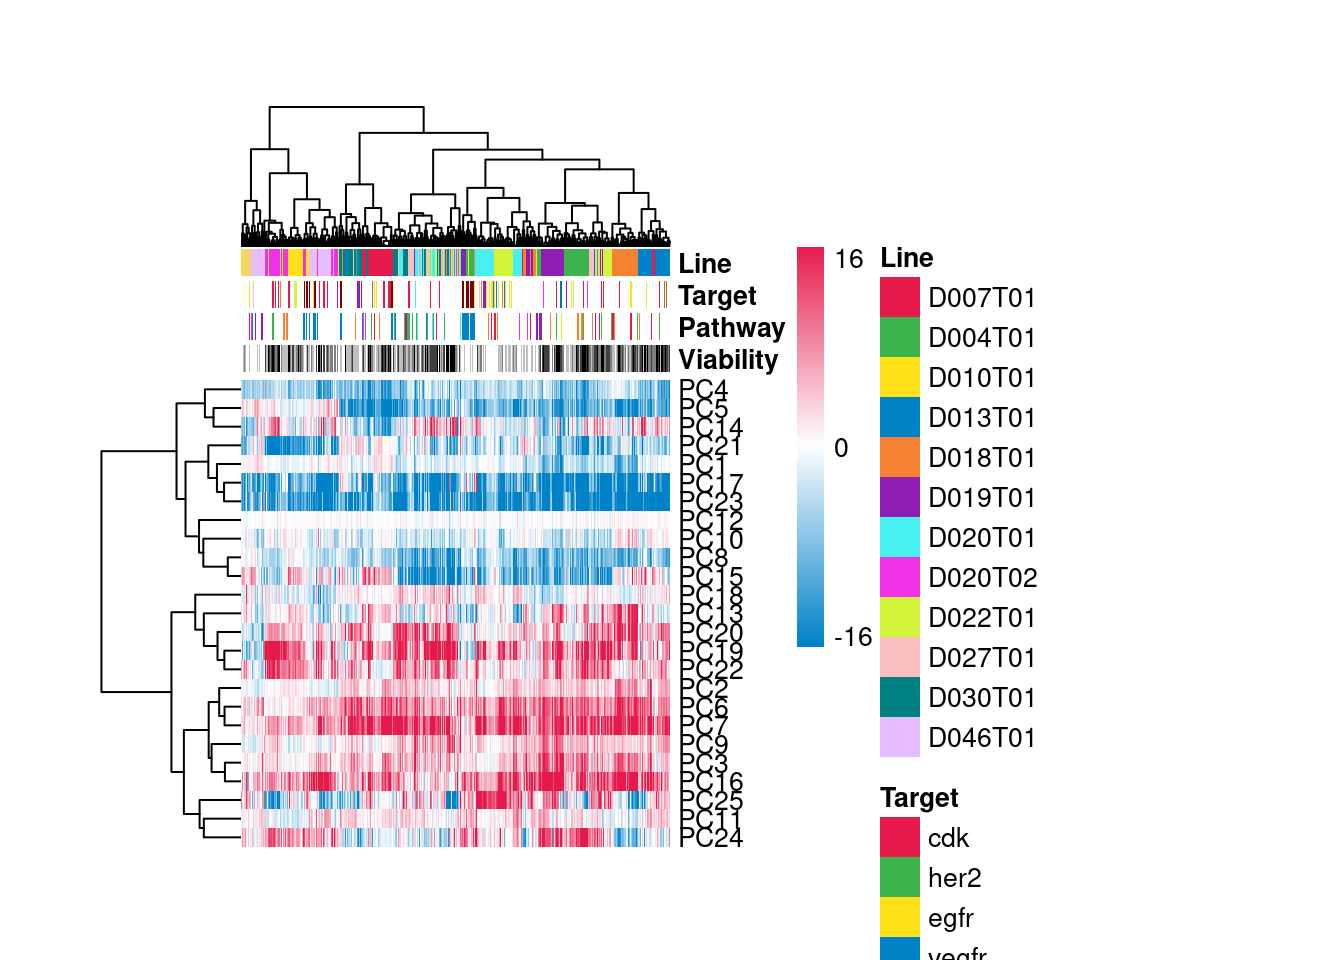 Line
Target
Pathway
Viability
PC4
PC5
PC14
PC21
PC1
PC17
PC23
PC12
PC10
PC8
PC15
PC18
PC13
PC20
PC19
PC22
PC2
PC6
PC7
PC9
PC3
PC16
PC25
PC11
PC24
16
0
-16
Line
D007T01
D004T01
D010T01
D013T01
D018T01
D019T01
D020T01
D020T02
D022T01
D027T01
D030T01
D046T01
Target
cdk
her2
egfr
vegfr